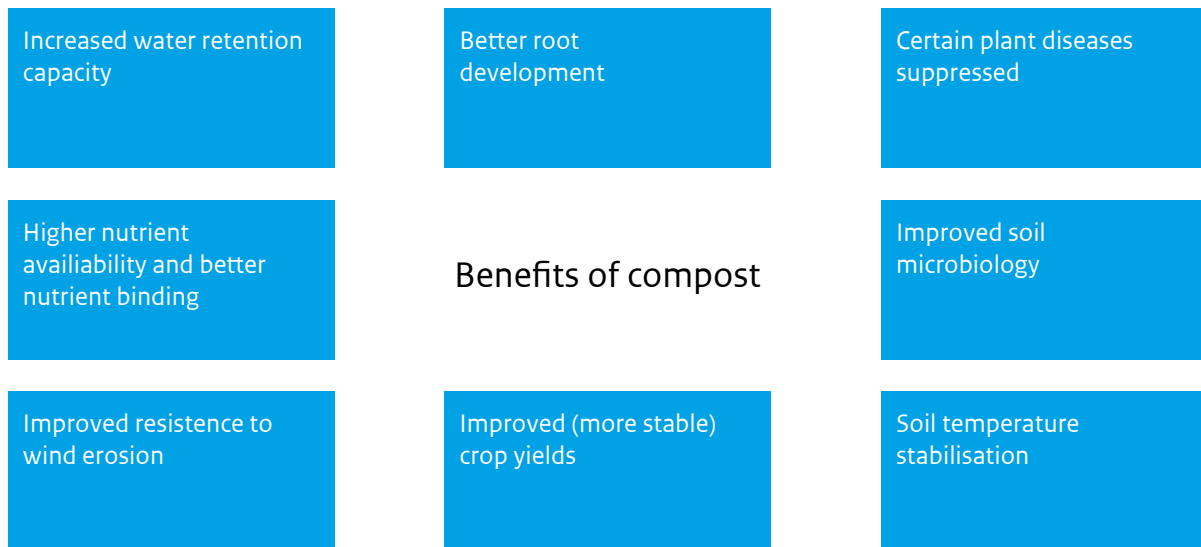 Increased water retention
capacity
Better root
development
Certain plant diseases
suppressed
Higher nutrient
availiability and better
nutrient binding
Benefits of compost
Improved soil
microbiology
Improved resistence to
wind erosion
Improved (more stable)
crop yields
Soil temperature
stabilisation